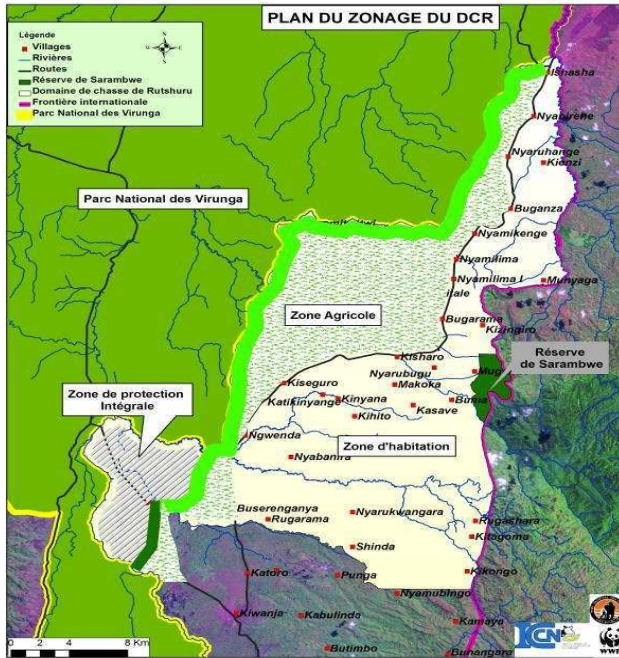 PLAN DU ZONAGE DU DCR
Légende
Villages
Rivières
Routes
Réserve de Sarambwe
Domaine de chasse de Rutshuru
Frontière internationale
Parc National des Virunga
Ishasha
Nyabirehe
Nyaruhange
Kienzi
Parc National des Virunga
Buganza
Nyamikenge
Nyamilima
Nyamilima I
Munyaga
Zone Agricole
Bugarama
Kizingiro
Kisharo
Réserve
de Sarambwe
Nyarubugu
Kiseguro
Makoka
Zone de protection
Intégrale
Katikinyange
Kinyana
Kasave
Buma
Kihito
Ngwenda
Zone d'habitation
Nyabanira
Buserenganya
Rugarama
Nyarukwangara
Rugashara
Kitagoma
Shinda
Katoro
Punga
Kikongo
Nyamubingo
Kiwanja
Kabulinda
Kamaya
Butimbo
Bunangara
0 2 4 8 Km
ICCN
WWF